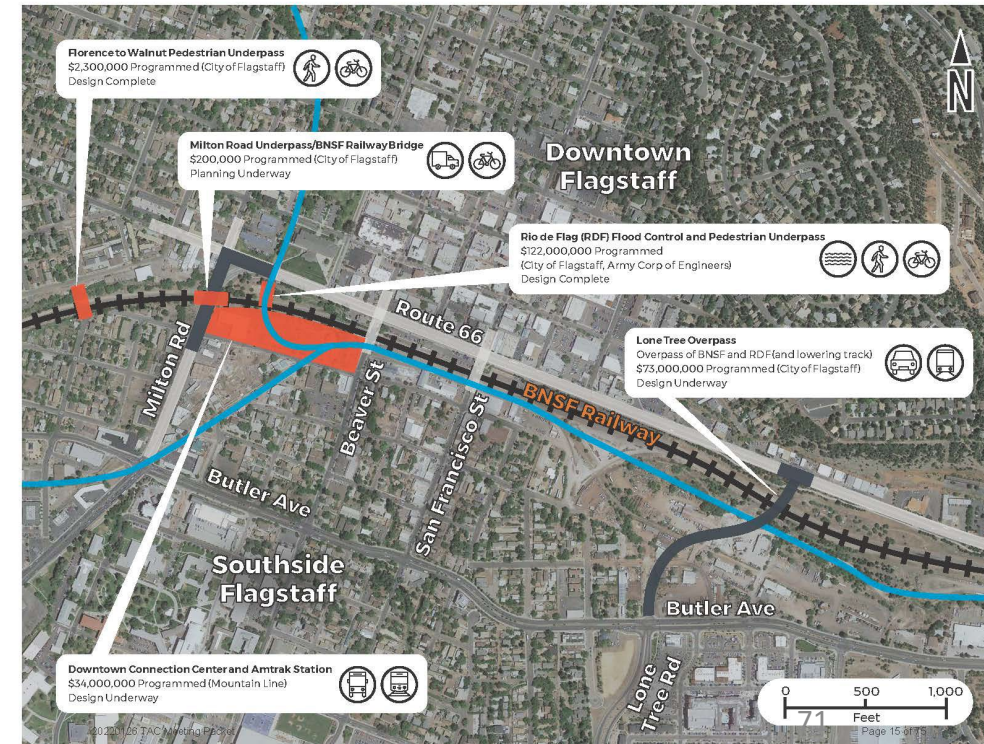 Florence to Walnut Pedestrian Underpass
$2,300,000 Programmed (City of Flagstaff)
Design Complete
N
Milton Road Underpass/BNSF Railway Bridge
$200,000 Programmed (City of Flagstaff)
Planning Underway
Downtown
Flagstaff
Rio de Flag (RDF) Flood Control and Pedestrian Underpass
$122,000,000 Programmed
(City of Flagstaff, Army Corp of Engineers)
Design Complete
Route 66
Lone Tree Overpass
Overpass of BNSF and RDF (and lowering track)
$73,000,000 Programmed (City of Flagstaff)
Design Underway
Milton Rd
Beaver St
San Francisco St
BNSF Railway
Butler Ave
Southside
Flagstaff
Butler Ave
Lone
Tree Rd
Downtown Connection Center and Amtrak Station
$34,000,000 Programmed (Mountain Line)
Design Underway
0 500 1,000
Feet
71
20220126 TAC Meeting Packet
Page 15 of 75